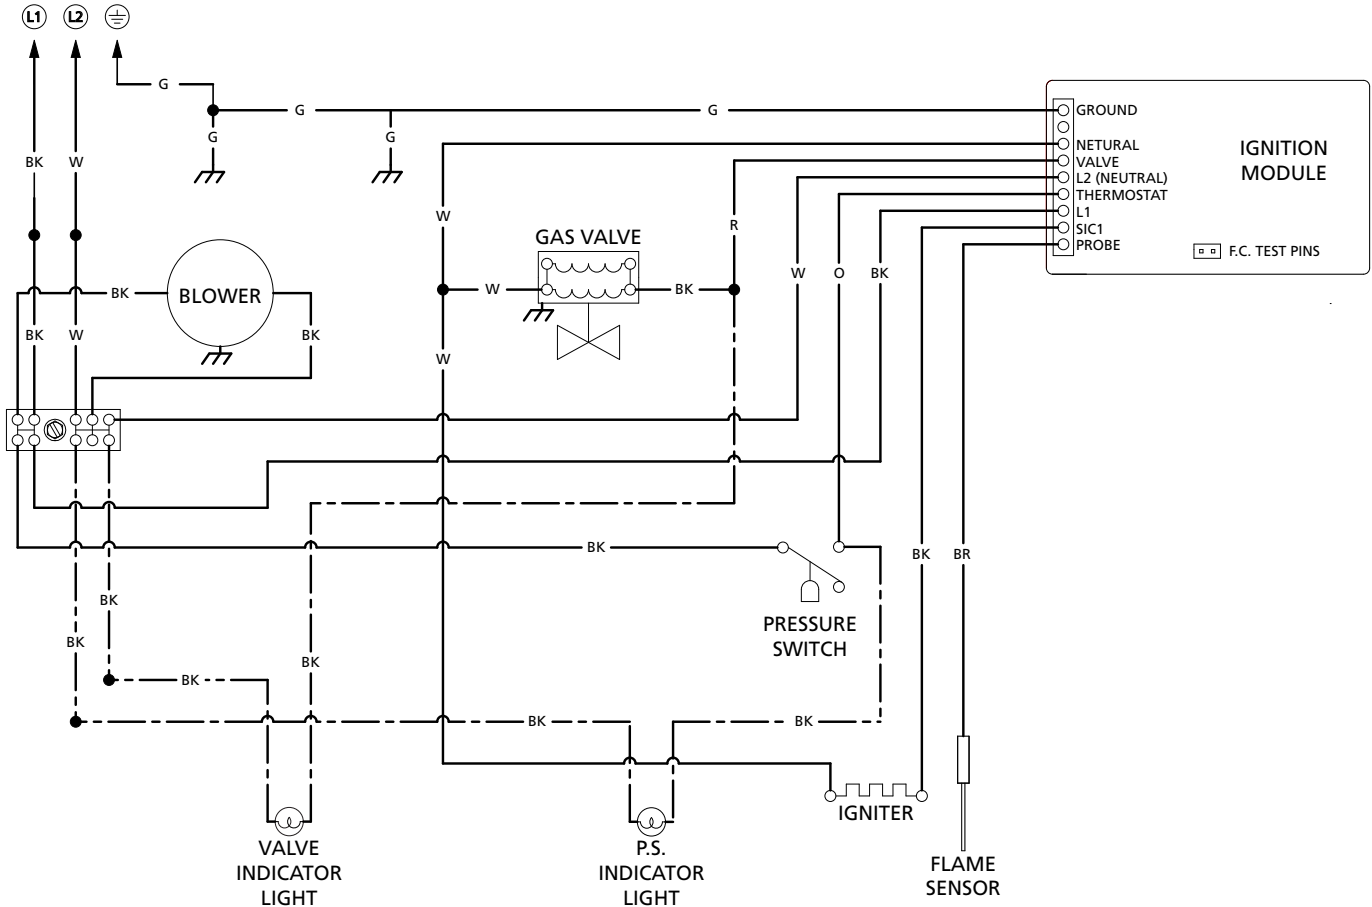 L1 L2
G
G G G
GROUND
G G
NETURAL
IGNITION
MODULE
BK W
VALVE
L2 (NEUTRAL)
THERMOSTAT
L1
W
R
SIC1
GAS VALVE
PROBE
F.C. TEST PINS
W O BK
BK
BLOWER
W BK
BK W
BK
W
BK
BK BR
BK
PRESSURE
SWITCH
BK
BK
BK
BK BK
IGNITER
VALVE
INDICATOR
LIGHT
P.S.
INDICATOR
LIGHT
FLAME
SENSOR